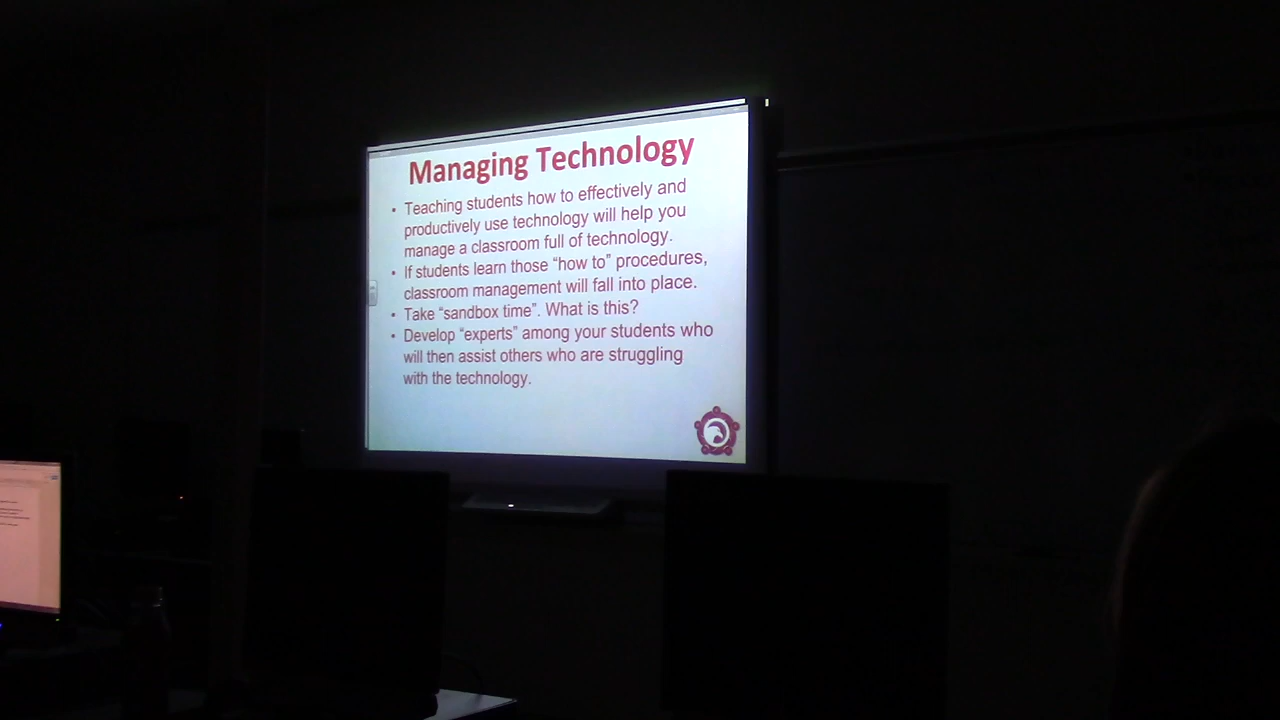 Managing Technology
• Teaching students how to effectively and
productively use technology will help you
manage a classroom full of technology.
• If students learn those “how to” procedures,
classroom management will fall into place.
• Take “sandbox time”. What is this?
• Develop “experts” among your students who
will then assist others who are struggling
with the technology.